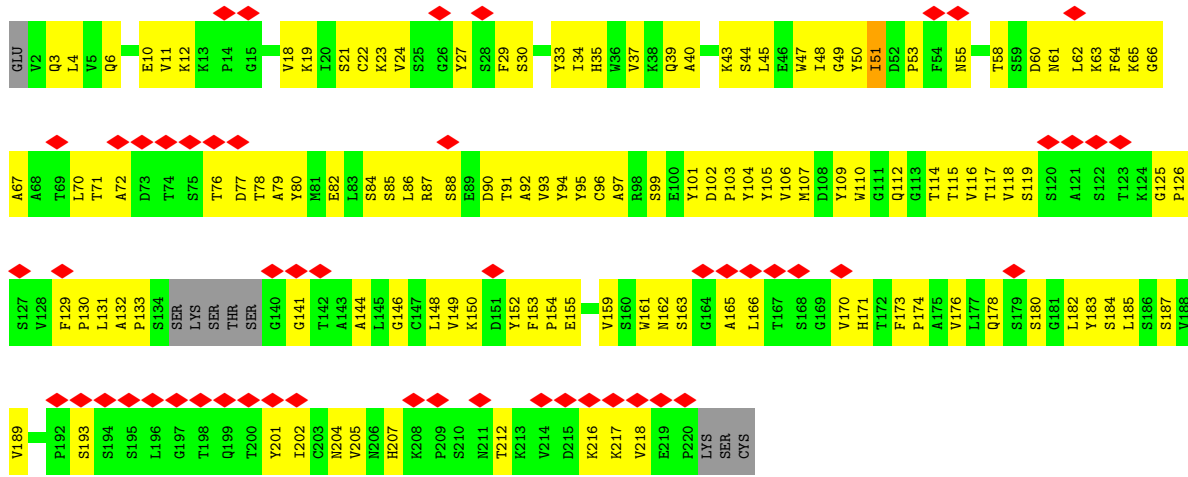 GLU V2 Q3 L4 V5 Q6 E10 V11 K12 K13 P14 G15 V18 K19 I20 S21 C22 K23 V24 S25 G26 Y27 S28 F29 S30 Y33 I34 H35 W36 V37 K38 Q39 A40 K43 S44 L45 E46 W47 I48 G49 Y50 I51 D52 P53 F54 N55 T58 S59 D60 N61 L62 K63 F64 K65 G66
A67 A68 T69 L70 T71 A72 D73 T74 S75 T76 D77 T78 A79 Y80 M81 E82 L83 S84 S85 L86 R87 S88 E89 D90 T91 A92 V93 Y94 Y95 C96 A97 R98 S99 E100 Y101 D102 P103 Y104 Y105 V106 M107 D108 Y109 W110 G111 Q112 G113 T114 T115 V116 T117 V118 S119 S120 A121 S122 T123 K124 G125 P126
S127 V128 F129 P130 L131 A132 P133 S134 SER LYS SER THR SER G140 G141 T142 A143 A144 L145 G146 C147 L148 V149 K150 D151 Y152 F153 P154 E155 V159 S160 W161 N162 S163 G164 A165 L166 T167 S168 G169 V170 H171 T172 F173 P174 A175 V176 L177 Q178 S179 S180 G181 L182 Y183 S184 L185 S186 S187 V188
V189 P192 S193 S194 S195 L196 G197 T198 Q199 T200 Y201 I202 C203 N204 V205 N206 H207 K208 P209 S210 N211 T212 K213 V214 D215 K216 K217 V218 E219 P220 LYS SER CYS